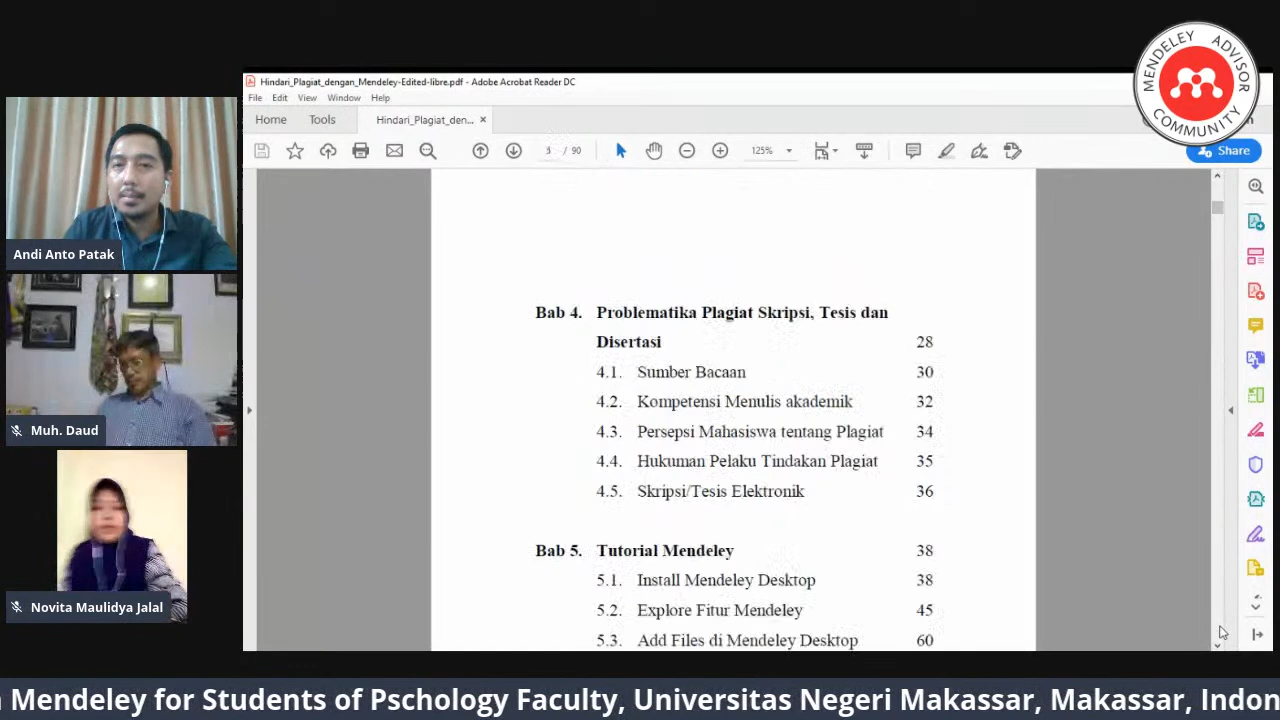 MENDELEY ADVISOR COMMUNITY
Hindari_Plagiat_dengan_Mendeley-Edited-libre.pdf - Adobe Acrobat Reader DC
File Edit View Window Help
Home Tools Hindari_Plagiat_den... ×
3 / 90 125%
Share
Andi Anto Patak
Muh. Daud
Novita Maulidya Jalal
Bab 4. Problematika Plagiat Skripsi, Tesis dan
Disertasi 28
4.1. Sumber Bacaan 30
4.2. Kompetensi Menulis akademik 32
4.3. Persepsi Mahasiswa tentang Plagiat 34
4.4. Hukuman Pelaku Tindakan Plagiat 35
4.5. Skripsi/Tesis Elektronik 36
Bab 5. Tutorial Mendeley 38
5.1. Install Mendeley Desktop 38
5.2. Explore Fitur Mendeley 45
5.3. Add Files di Mendeley Desktop 60
Mendeley for Students of Pschology Faculty, Universitas Negeri Makassar, Makassar, Indon